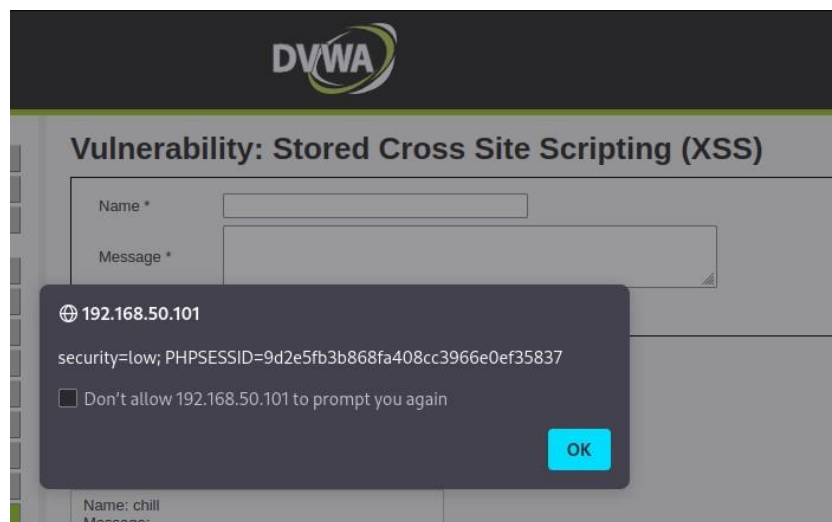 DVWA
Vulnerability: Stored Cross Site Scripting (XSS)
Name *
Message *
192.168.50.101
security=low; PHPSESSID=9d2e5fb3b868fa408cc3966e0ef35837
Don't allow 192.168.50.101 to prompt you again
OK
Name: chill
Message: